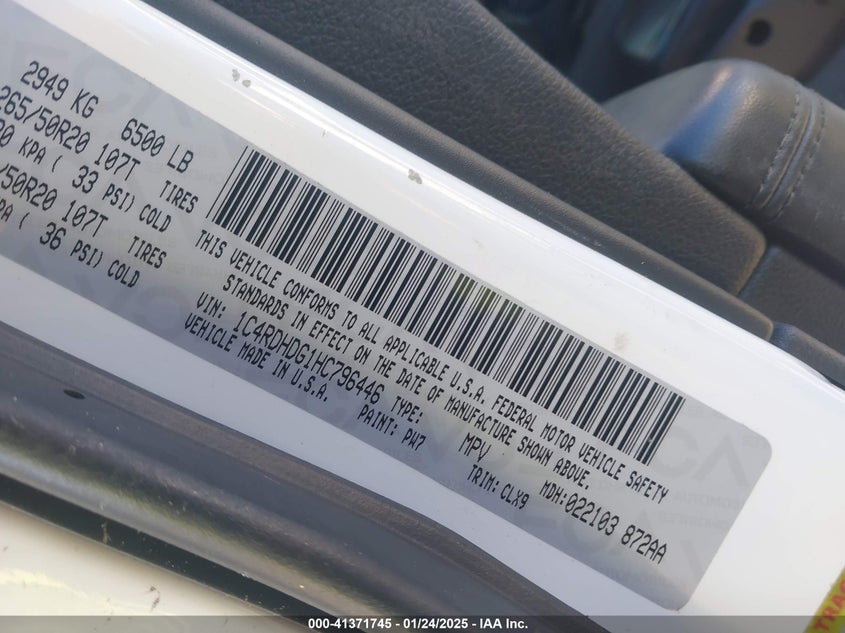 2949 KG 6500 LB
265/50R20 107T TIRES
KPA ( 33 PSI) COLD
/50R20 107T TIRES
KPA ( 36 PSI) COLD
THIS VEHICLE CONFORMS TO ALL APPLICABLE U.S.A. FEDERAL MOTOR VEHICLE SAFETY
STANDARDS IN EFFECT ON THE DATE OF MANUFACTURE SHOWN ABOVE.
VIN: 1C4RDHDG1HC796446 TYPE: MPV MDH:022103 872AA
VEHICLE MADE IN U.S.A. PAINT: PW7 TRIM:CLX9
000-41371745 - 01/24/2025 - IAA Inc.